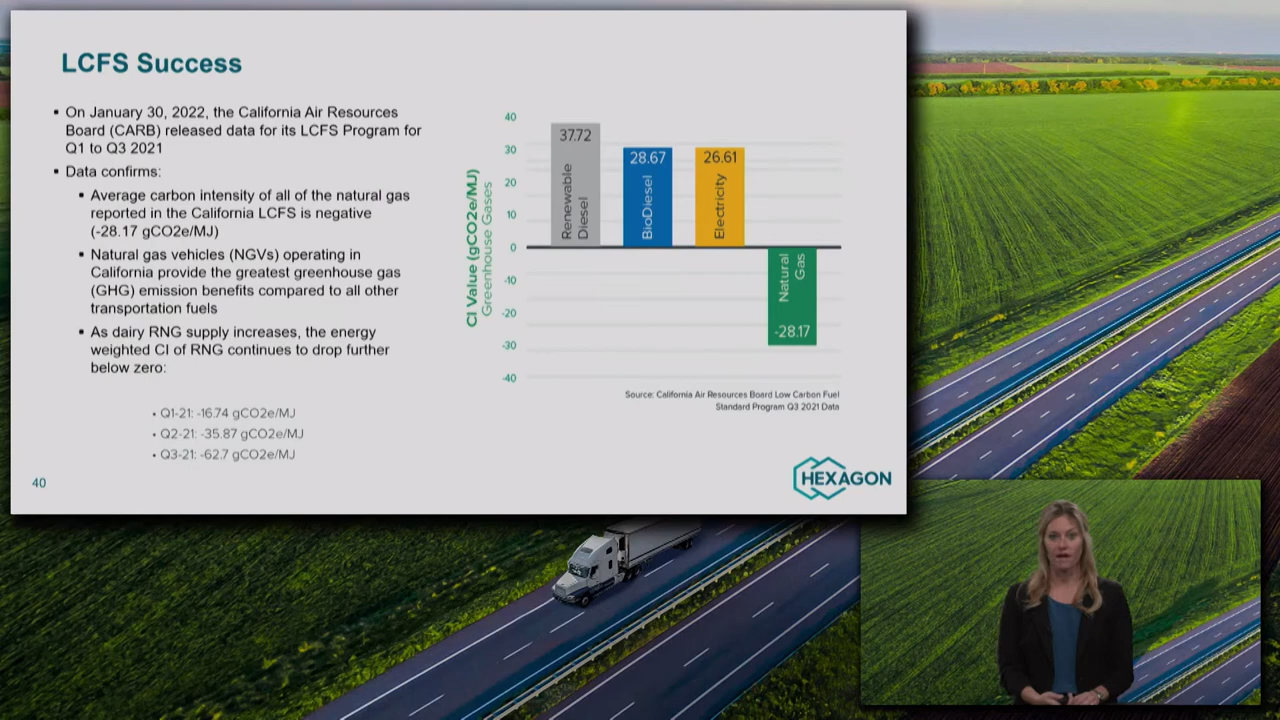 LCFS Success
▪ On January 30, 2022, the California Air Resources
Board (CARB) released data for its LCFS Program for
Q1 to Q3 2021
▪ Data confirms:
▪ Average carbon intensity of all of the natural gas
reported in the California LCFS is negative
(-28.17 gCO2e/MJ)
▪ Natural gas vehicles (NGVs) operating in
California provide the greatest greenhouse gas
(GHG) emission benefits compared to all other
transportation fuels
▪ As dairy RNG supply increases, the energy
weighted CI of RNG continues to drop further
below zero:
• Q1-21: -16.74 gCO2e/MJ
• Q2-21: -35.87 gCO2e/MJ
• Q3-21: -62.7 gCO2e/MJ
40
CI Value (gCO2e/MJ)
Greenhouse Gases
40
30
20
10
0
-10
-20
-30
-40
37.72
Renewable
Diesel
28.67
BioDiesel
26.61
Electricity
Natural
Gas
-28.17
Source: California Air Resources Board Low Carbon Fuel
Standard Program Q3 2021 Data
HEXAGON